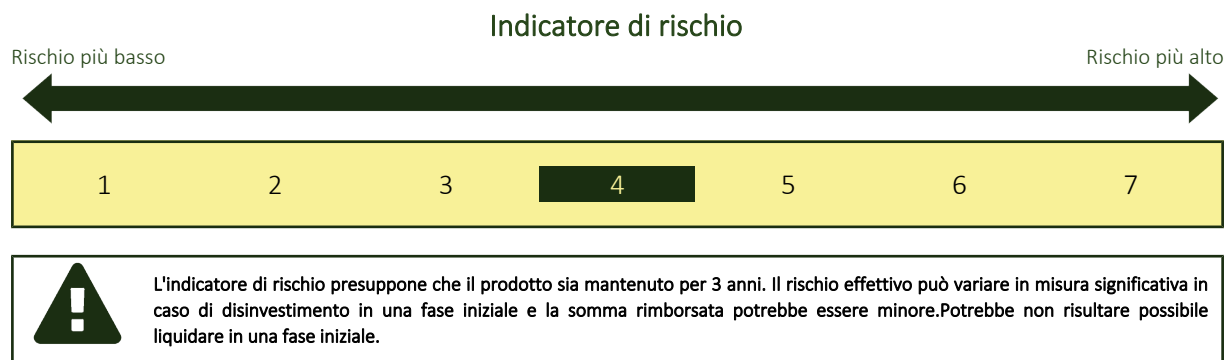 Indicatore di rischio
Rischio più basso
Rischio più alto
1 2 3 4 5 6 7
L'indicatore di rischio presuppone che il prodotto sia mantenuto per 3 anni. Il rischio effettivo può variare in misura significativa in
caso di disinvestimento in una fase iniziale e la somma rimborsata potrebbe essere minore.Potrebbe non risultare possibile
liquidare in una fase iniziale.